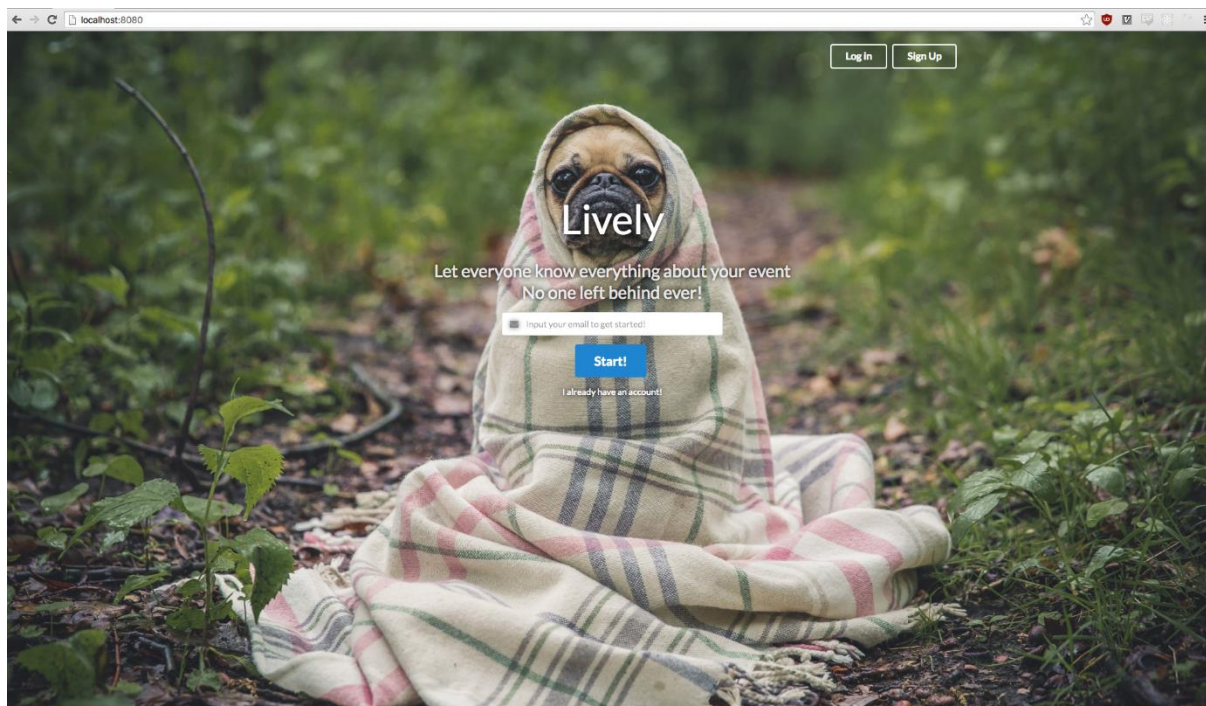 localhost:8080
Log in
Sign Up
Lively
Let everyone know everything about your event
No one left behind ever!
Input your email to get started!
Start!
I already have an account!